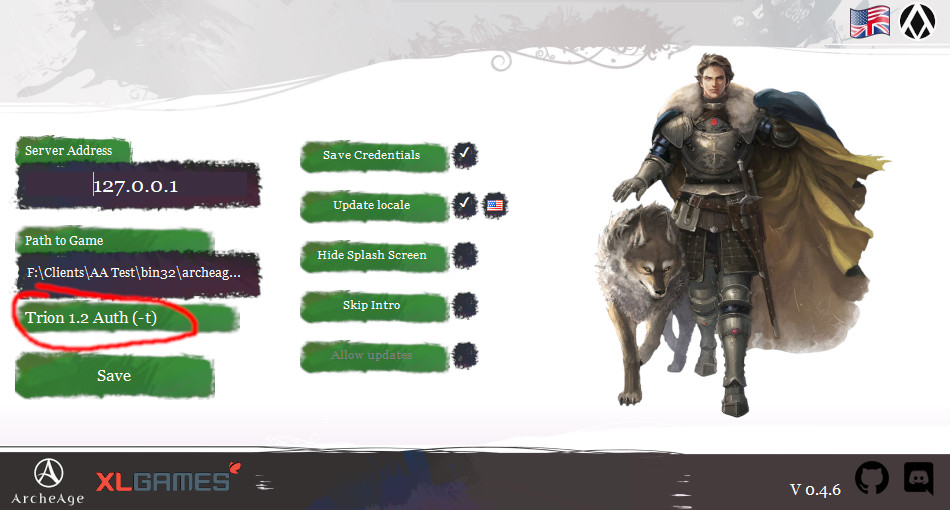 Server Address
127.0.0.1
Path to Game
F:\Clients\AA Test\bin32\archeag...
Trion 1.2 Auth (-t)
Save
Save Credentials
Update locale
Hide Splash Screen
Skip Intro
Allow updates
ArcheAge
XLGAMES
V 0.4.6